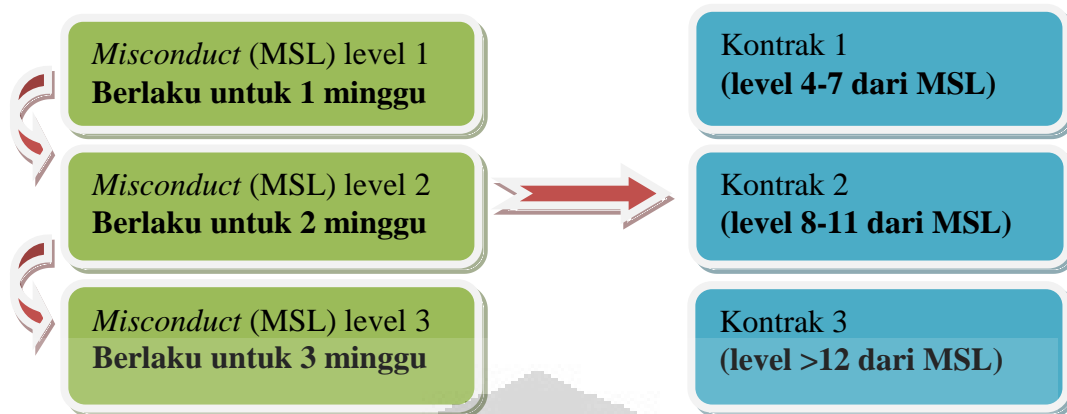 Misconduct (MSL) level 1
Berlaku untuk 1 minggu
Misconduct (MSL) level 2
Berlaku untuk 2 minggu
Misconduct (MSL) level 3
Berlaku untuk 3 minggu
Kontrak 1
(level 4-7 dari MSL)
Kontrak 2
(level 8-11 dari MSL)
Kontrak 3
(level >12 dari MSL)